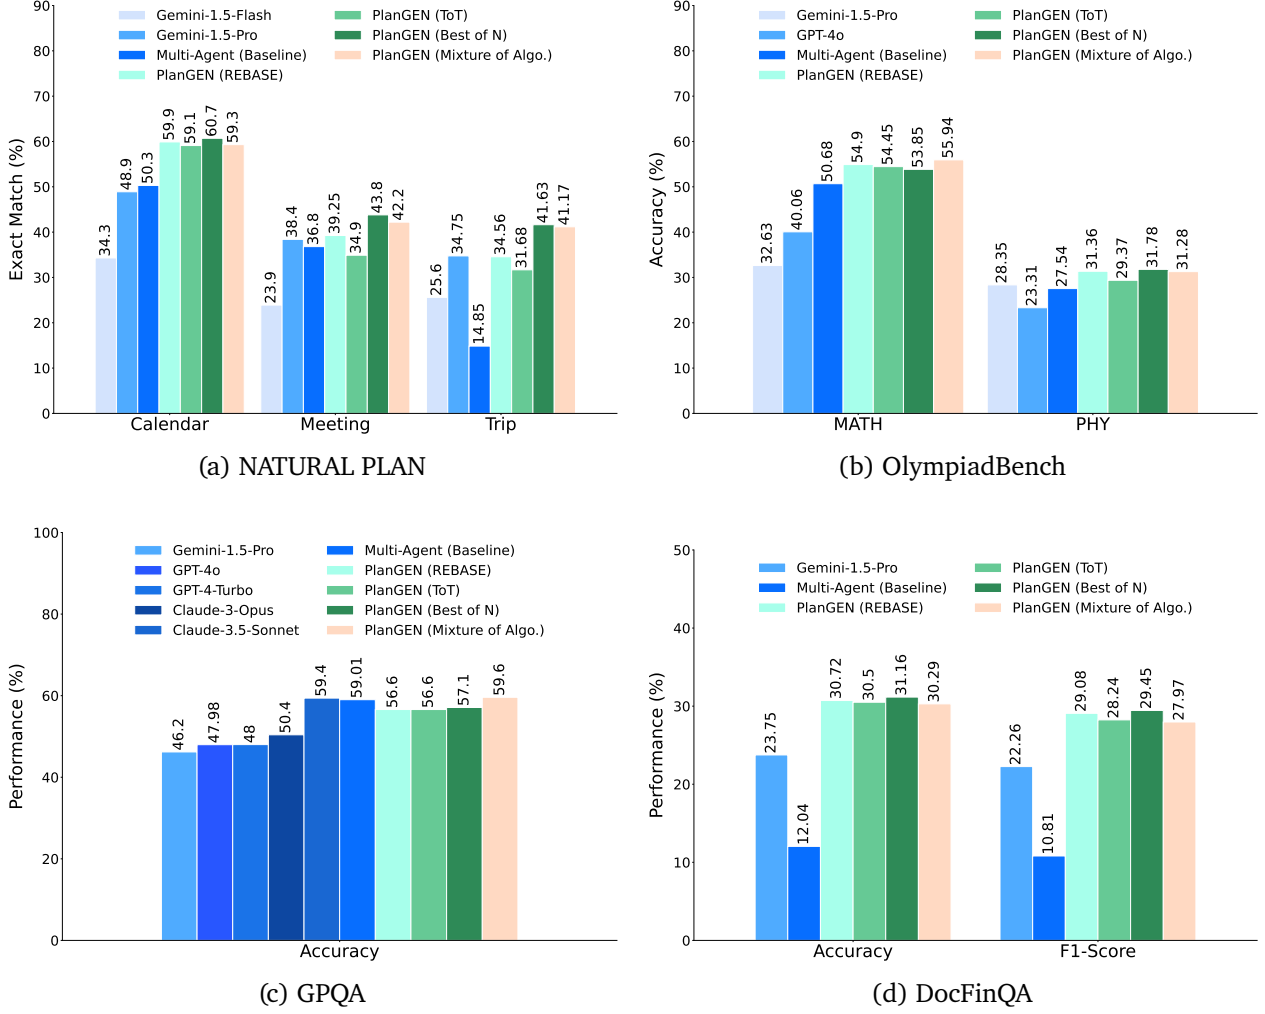 Gemini-1.5-Flash
Gemini-1.5-Pro
Multi-Agent (Baseline)
PlanGEN (REBASE)
PlanGEN (ToT)
PlanGEN (Best of N)
PlanGEN (Mixture of Algo.)
Exact Match (%)
90
80
70
60
50
40
30
20
10
0
34.3
48.9
50.3
59.9
59.1
60.7
59.3
23.9
38.4
36.8
39.25
34.9
43.8
42.2
25.6
34.75
14.85
34.56
31.68
41.63
41.17
Calendar
Meeting
Trip
(a) NATURAL PLAN
Gemini-1.5-Pro
GPT-4o
Multi-Agent (Baseline)
PlanGEN (REBASE)
PlanGEN (ToT)
PlanGEN (Best of N)
PlanGEN (Mixture of Algo.)
Accuracy (%)
90
80
70
60
50
40
30
20
10
0
32.63
40.06
50.68
54.9
54.45
53.85
55.94
28.35
23.31
27.54
31.36
29.37
31.78
31.28
MATH
PHY
(b) OlympiadBench
Gemini-1.5-Pro
GPT-4o
GPT-4-Turbo
Claude-3-Opus
Claude-3.5-Sonnet
Multi-Agent (Baseline)
PlanGEN (REBASE)
PlanGEN (ToT)
PlanGEN (Best of N)
PlanGEN (Mixture of Algo.)
Performance (%)
100
80
60
40
20
0
46.2
47.98
48
50.4
59.4
59.01
56.6
56.6
57.1
59.6
Accuracy
(c) GPQA
Gemini-1.5-Pro
Multi-Agent (Baseline)
PlanGEN (REBASE)
PlanGEN (ToT)
PlanGEN (Best of N)
PlanGEN (Mixture of Algo.)
Performance (%)
50
40
30
20
10
0
23.75
12.04
30.72
30.5
31.16
30.29
22.26
10.81
29.08
28.24
29.45
27.97
Accuracy
F1-Score
(d) DocFinQA